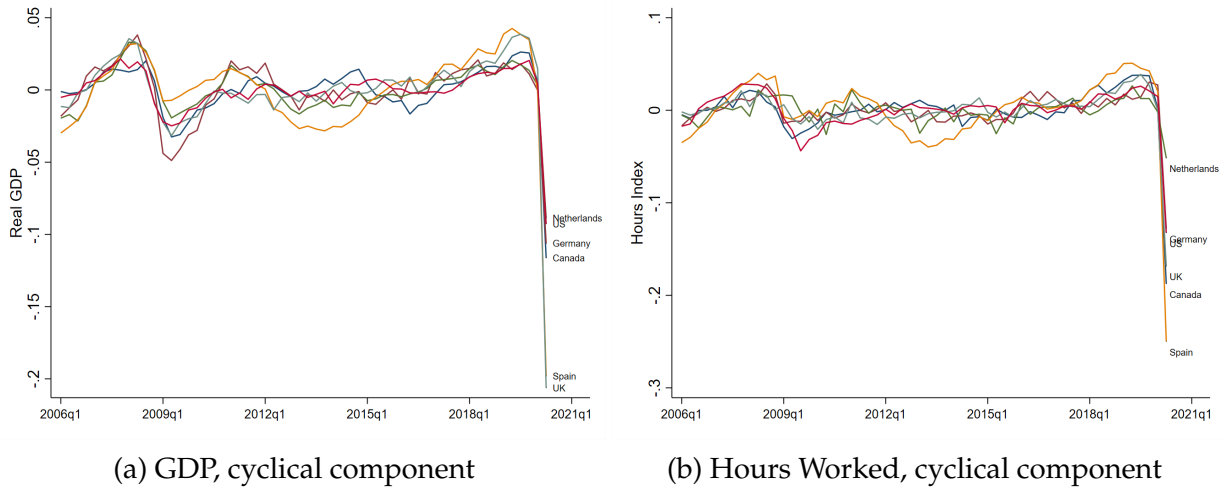 .05
0
-.05
-.1
-.15
-.2
Real GDP
Netherlands
US
Germany
Canada
Spain
UK
2006q1 2009q1 2012q1 2015q1 2018q1 2021q1
(a) GDP, cyclical component
.1
0
-.1
-.2
-.3
Hours Index
Netherlands
Germany
US
UK
Canada
Spain
2006q1 2009q1 2012q1 2015q1 2018q1 2021q1
(b) Hours Worked, cyclical component